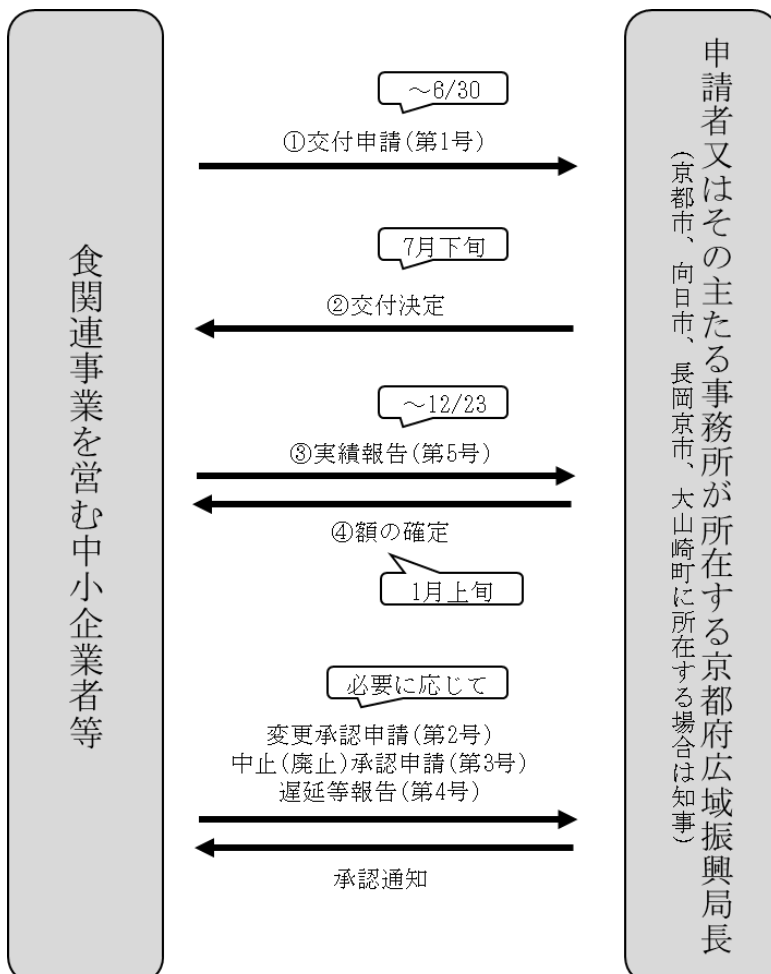 食関連事業を営む中小企業者等
～6/30
①交付申請(第1号)
7月下旬
②交付決定
～12/23
③実績報告(第5号)
④額の確定
1月上旬
必要に応じて
変更承認申請(第2号)
中止(廃止)承認申請(第3号)
遅延等報告(第4号)
承認通知
申請者又はその主たる事務所が所在する京都府広域振興局長
(京都市、向日市、長岡京市、大山崎町に所在する場合は知事)